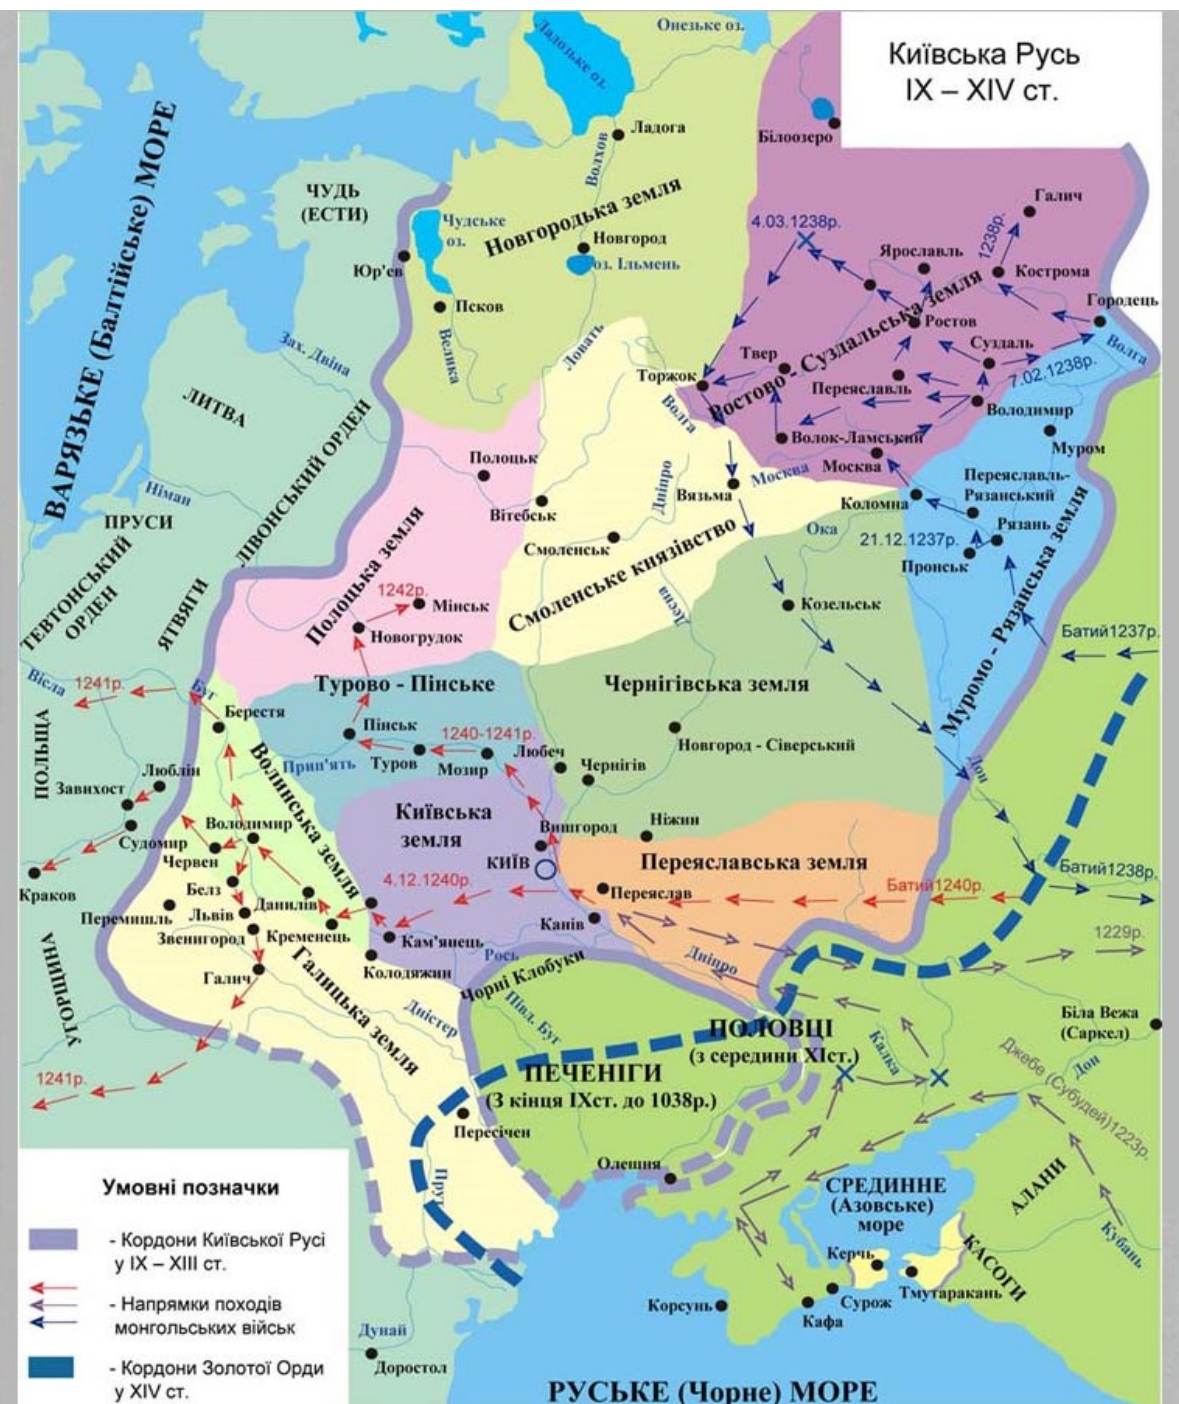 Київська Русь
IX – XIV ст.
Онезьке оз.
Ладозьке оз.
Білоозеро
Ладога
Волхов
ВАРЯЗЬКЕ (Балтійське) МОРЕ
ЧУДЬ
(ЕСТИ)
Чудське
оз.
Новгородька земля
Новгород
оз. Ільмень
Юр'єв
Псков
Велика
Ловать
4.03.1238р.
1238р.
Галич
Ярославль
Кострома
Городець
Ростов
Суздаль
Волга
Твер
Торжок
Переяславль
Ростово - Суздальська земля
7.02.1238р.
Володимир
Волок-Ламський
Москва
Муром
Зах. Двіна
ЛИТВА
ЛІВОНСЬКИЙ ОРДЕН
Німан
ПРУСИ
ТЕВТОНСЬКИЙ
ОРДЕН
ЯТВЯГИ
Полоцьк
Вітебськ
Полоцька земля
Волга
Дніпро
Вязьма
Москва
Смоленськ
Смоленське князівство
Коломна
Переяславль-
Рязанський
Рязань
Ока
21.12.1237р.
Пронськ
Муромо - Рязанська земля
Батий1237р.
1242р.
Мінськ
Новогрудок
Десна
Козельськ
Вісла
1241р.
Буг
Берестя
Турово - Пінське
Чернігівська земля
Пінськ
1240-1241р.
Туров
Мозир
Любеч
Новгород - Сіверський
Чернігів
Прип'ять
Дон
ПОЛЬЩА
Люблін
Завихост
Судомир
Краков
Волинська земля
Володимир
Червен
Белз
Львів
Данилів
Перемишль
Звенигород
Кременець
Галич
Київська
земля
Вишгород
КИЇВ
Ніжин
Переяславська земля
4.12.1240р.
Переяслав
Батий1240р.
Батий1238р.
Канів
Кам'янець
Колодяжин
Рось
Чорні Клобуки
Дніпро
1229р.
УГОРЩИНА
Галицька земля
Дністер
Півд. Буг
1241р.
ПОЛОВЦІ
(з середини XIст.)
Калка
Біла Вежа
(Саркел)
Дон
Джебе (Субудей)1223р.
ПЕЧЕНІГИ
(З кінця IXст. до 1038р.)
Пересічен
Олешня
Прут
СРЕДИННЕ
(Азовське)
море
АЛАНИ
Кубань
КАСОГИ
Керчь
Тмутаракань
Корсунь
Сурож
Кафа
Дунай
Доростол
РУСЬКЕ (Чорне) МОРЕ
Умовні позначки
- Кордони Київської Русі
у IX – XIII ст.
- Напрямки походів
монгольських військ
- Кордони Золотої Орди
у XIV ст.